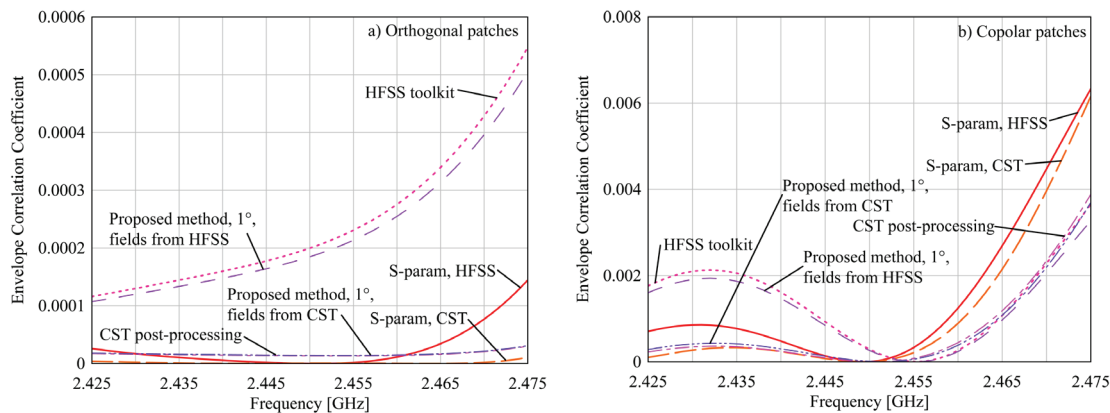 a) Orthogonal patches
Envelope Correlation Coefficient
0.0006
0.0005
0.0004
0.0003
0.0002
0.0001
0
HFSS toolkit
Proposed method, 1°,
fields from HFSS
S-param, HFSS
Proposed method, 1°,
fields from CST
S-param, CST
CST post-processing
2.425 2.435 2.445 2.455 2.465 2.475
Frequency [GHz]
b) Copolar patches
Envelope Correlation Coefficient
0.008
0.006
0.004
0.002
0
S-param, HFSS
S-param, CST
Proposed method, 1°,
fields from CST
CST post-processing
HFSS toolkit
Proposed method, 1°,
fields from HFSS
2.425 2.435 2.445 2.455 2.465 2.475
Frequency [GHz]